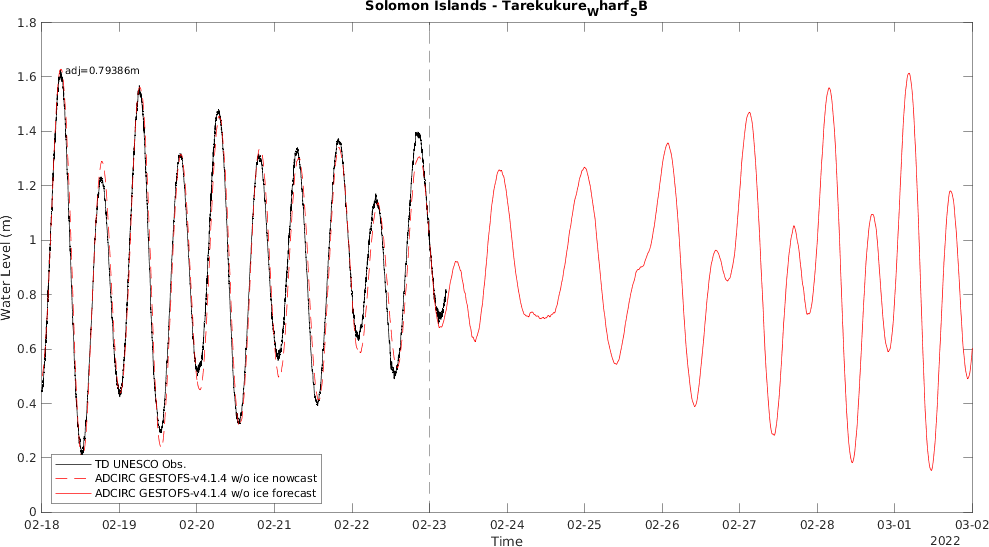 Solomon Islands - Tarekukure_Wharf_SB
1.8
1.6
1.4
1.2
1
0.8
0.6
0.4
0.2
0
Water Level (m)
adj=0.79386m
TD UNESCO Obs.
ADCIRC GESTOFS-v4.1.4 w/o ice nowcast
ADCIRC GESTOFS-v4.1.4 w/o ice forecast
02-18 02-19 02-20 02-21 02-22 02-23 02-24 02-25 02-26 02-27 02-28 03-01 03-02
Time
2022